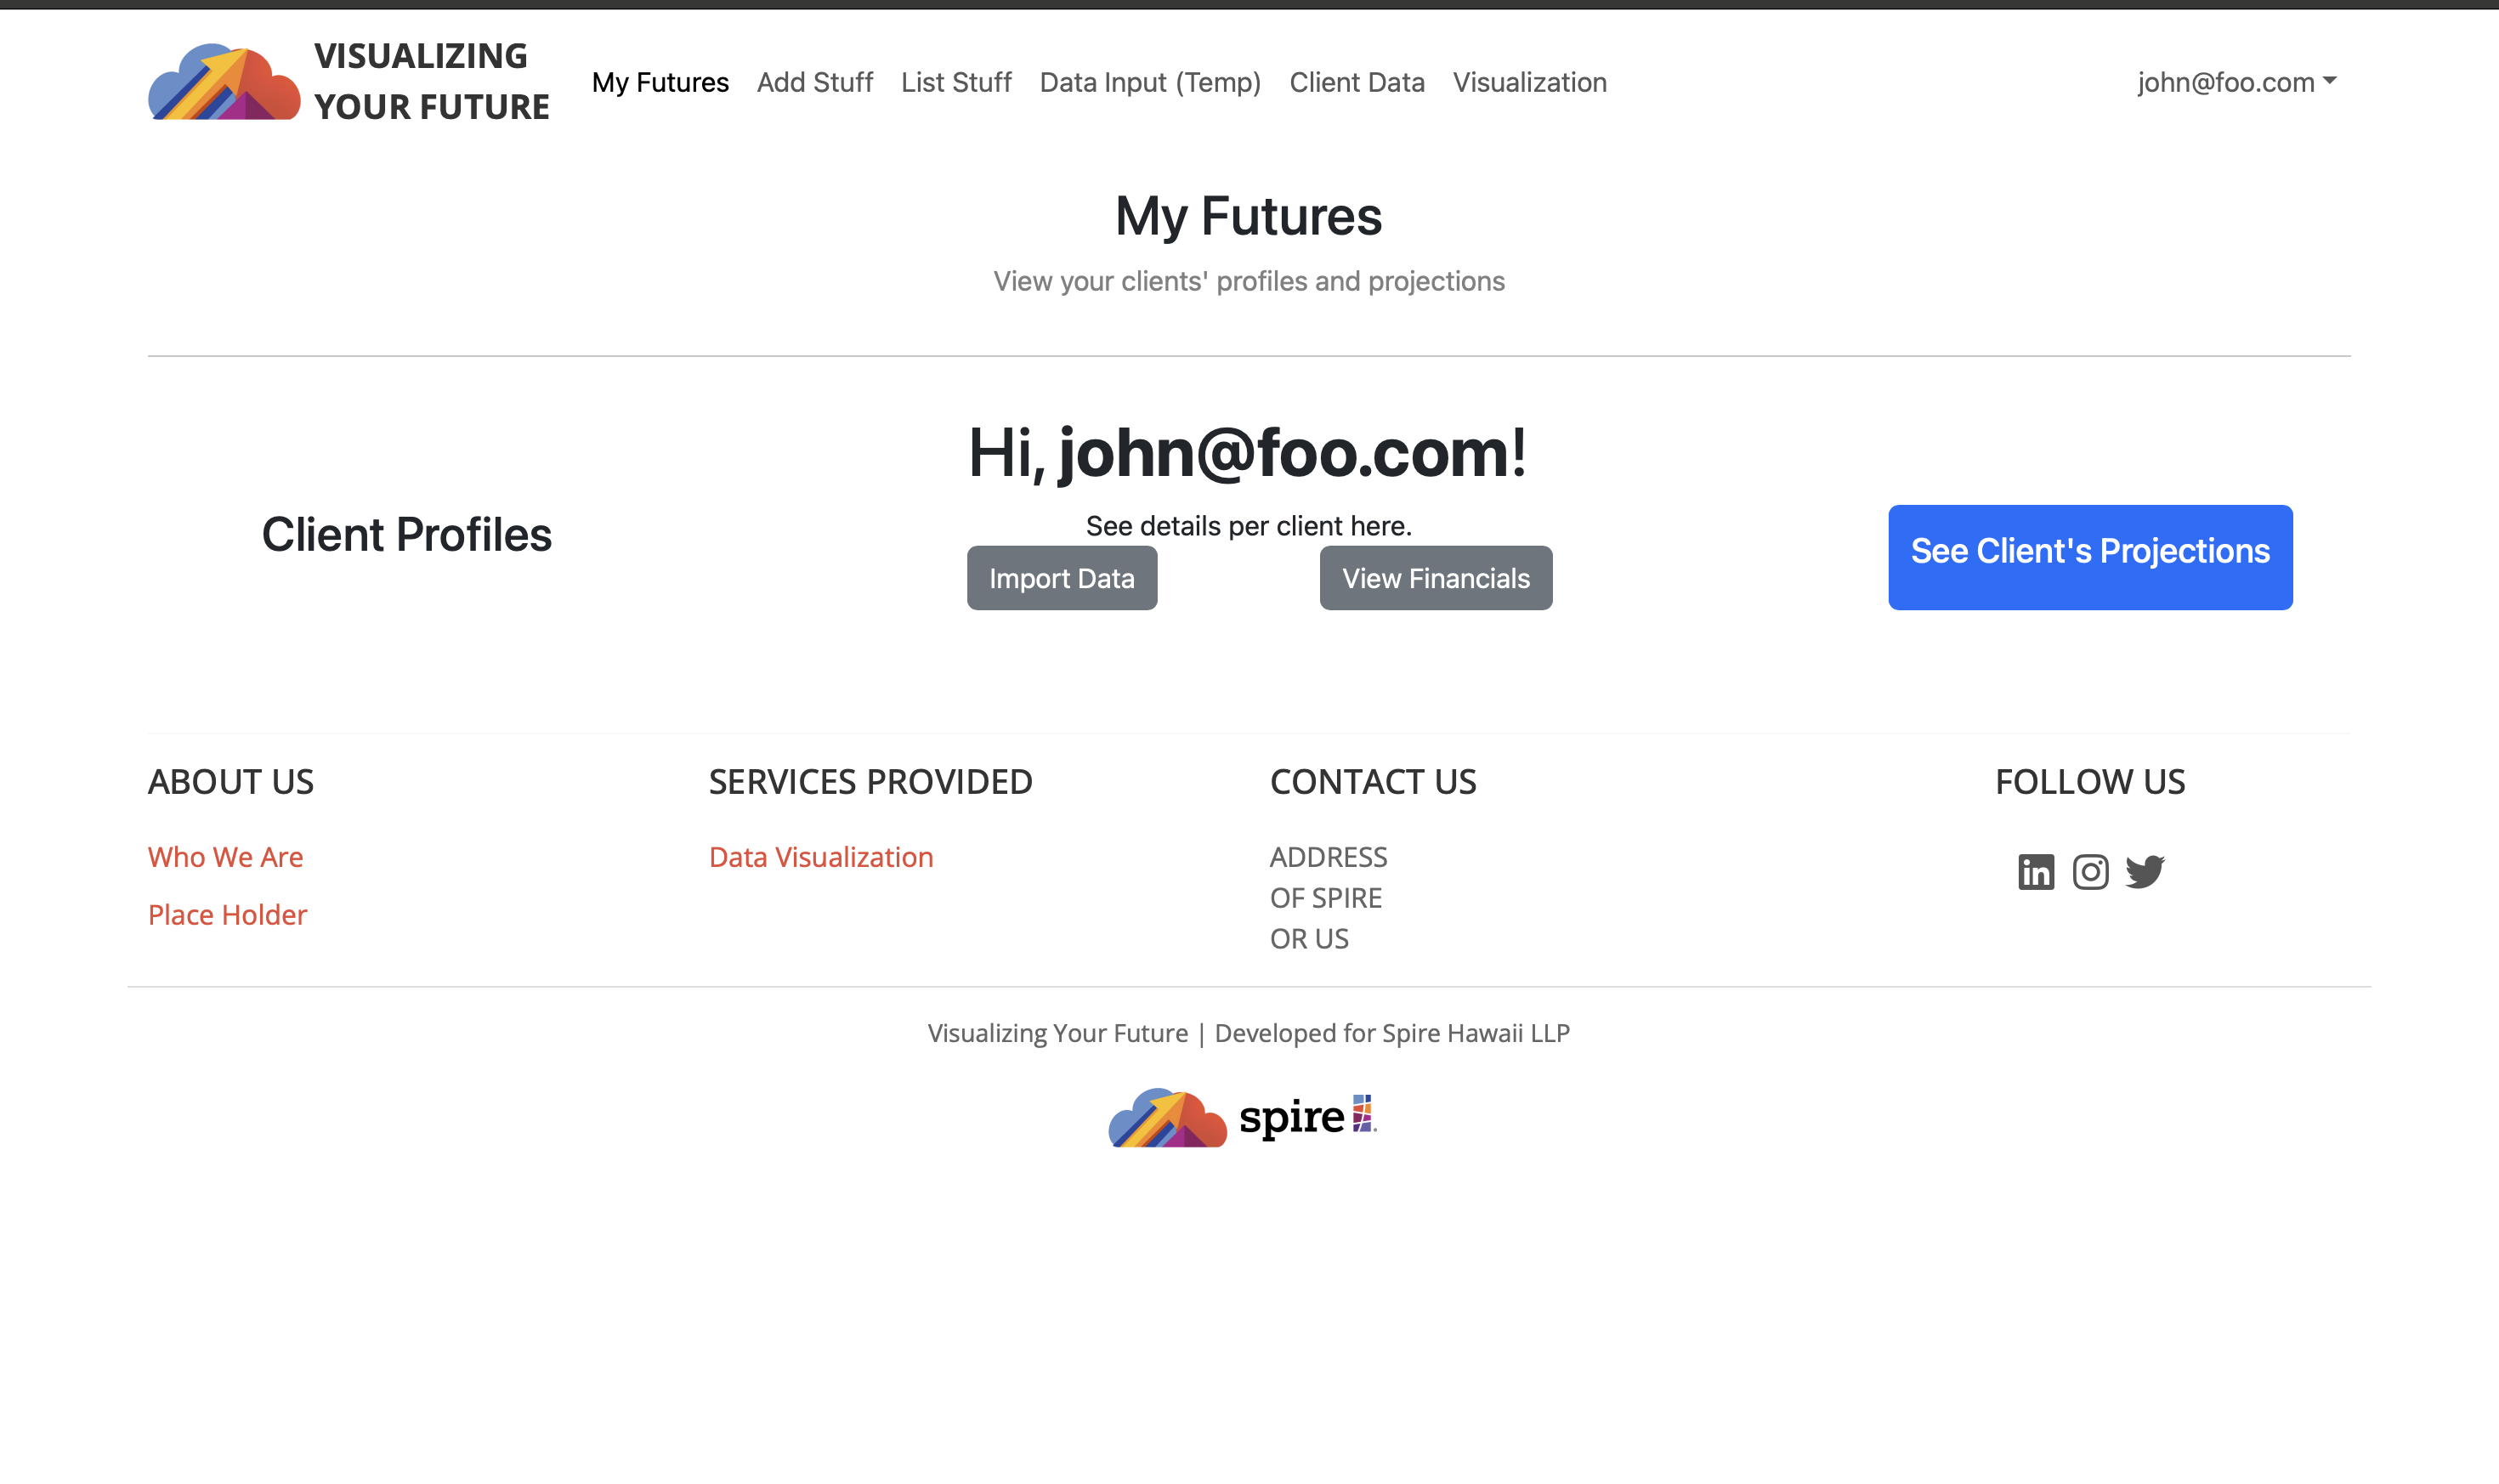 VISUALIZING
YOUR FUTURE
My Futures Add Stuff List Stuff Data Input (Temp) Client Data Visualization john@foo.com
My Futures
View your clients' profiles and projections
Client Profiles
Hi, john@foo.com!
See details per client here.
Import Data View Financials
See Client's Projections
ABOUT US
Who We Are
Place Holder
SERVICES PROVIDED
Data Visualization
CONTACT US
ADDRESS
OF SPIRE
OR US
FOLLOW US
in
Visualizing Your Future | Developed for Spire Hawaii LLP
spire